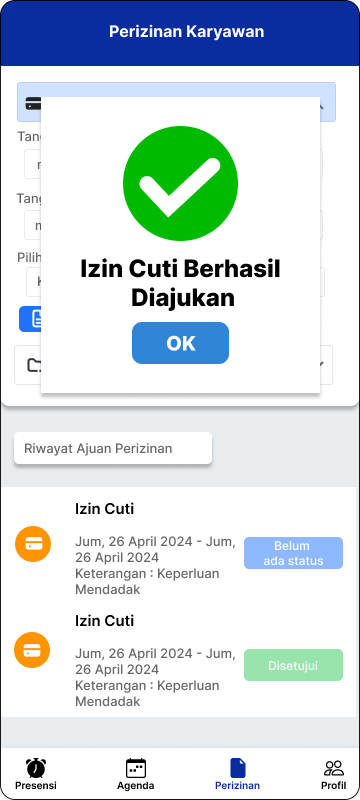 Perizinan Karyawan
Izin Cuti Berhasil
Diajukan
OK
Riwayat Ajuan Perizinan
Izin Cuti
Jum, 26 April 2024 - Jum,
26 April 2024
Keterangan : Keperluan
Mendadak
Belum
ada status
Izin Cuti
Jum, 26 April 2024 - Jum,
26 April 2024
Keterangan : Keperluan
Mendadak
Disetujui
Presensi
Agenda
Perizinan
Profil